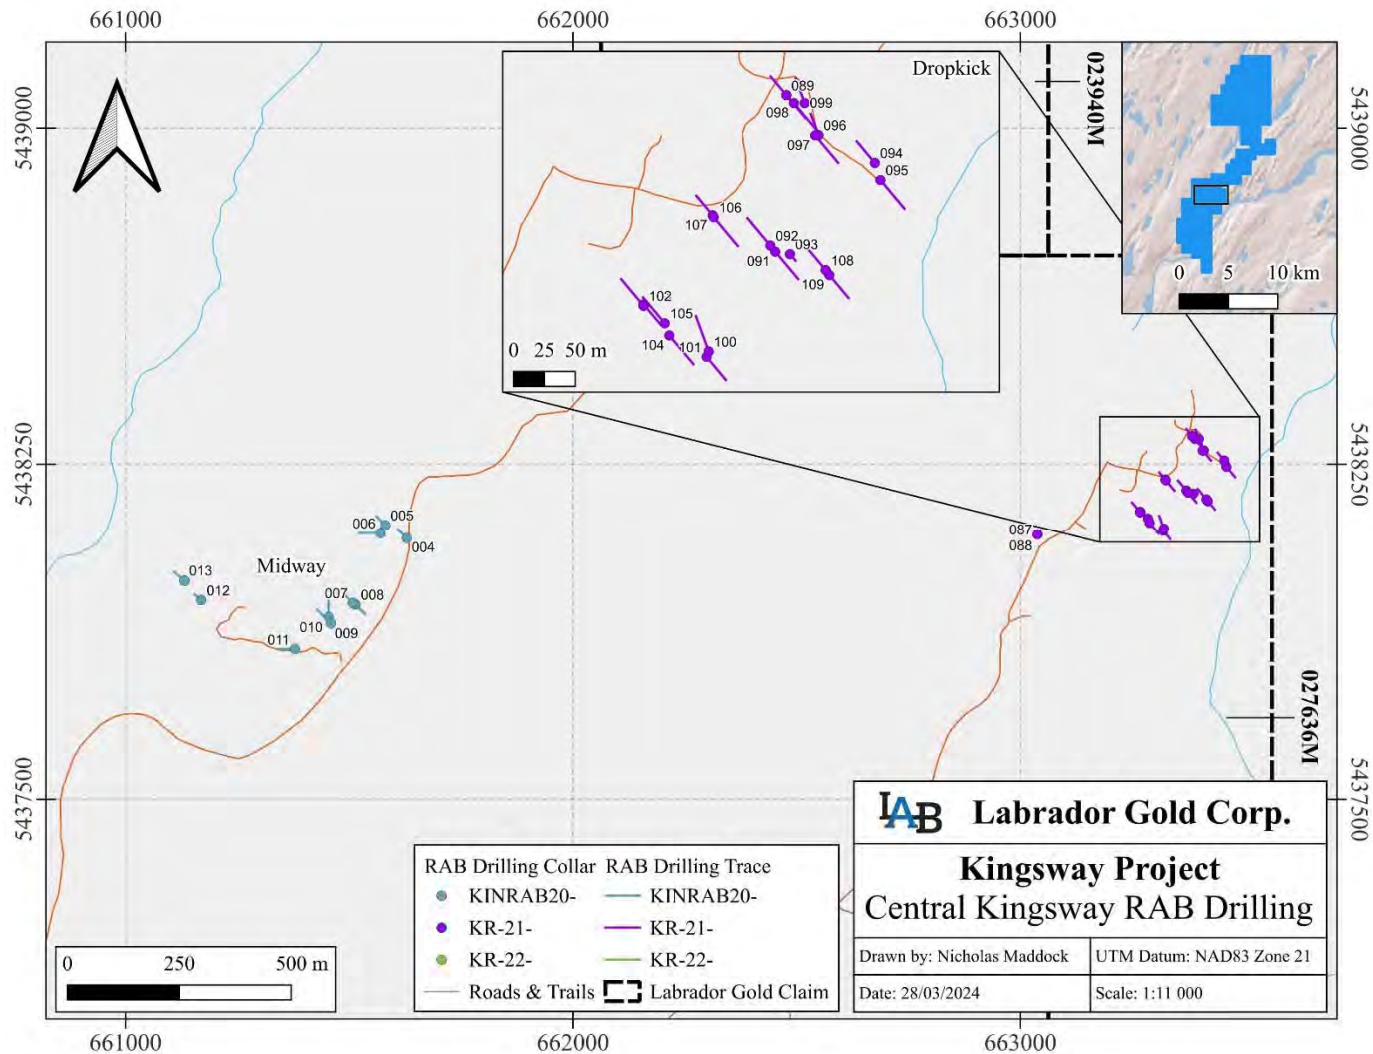 661000
662000
663000
5439000
5438250
5437500
Dropkick
089
099
098
096
097
094
095
106
107
092
093
091
108
109
102
105
104
101
100
0 25 50 m
023940M
0 5 10 km
5439000
5438250
5437500
005
006
004
Midway
013
012
007
008
010
009
011
087
088
027636M
RAB Drilling Collar RAB Drilling Trace
KINRAB20- KINRAB20-
KR-21- KR-21-
KR-22- KR-22-
Roads & Trails Labrador Gold Claim
0 250 500 m
LAB Labrador Gold Corp.
Kingsway Project
Central Kingsway RAB Drilling
Drawn by: Nicholas Maddock UTM Datum: NAD83 Zone 21
Date: 28/03/2024 Scale: 1:11 000
661000
662000
663000